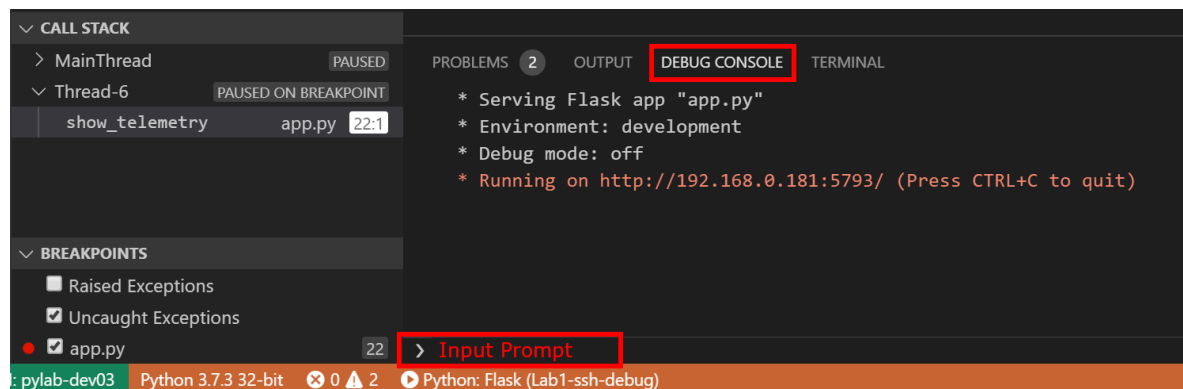 CALL STACK
MainThread PAUSED
Thread-6 PAUSED ON BREAKPOINT
show_telemetry app.py 22:1
BREAKPOINTS
Raised Exceptions
Uncaught Exceptions
app.py 22
PROBLEMS 2 OUTPUT DEBUG CONSOLE TERMINAL
* Serving Flask app "app.py"
* Environment: development
* Debug mode: off
* Running on http://192.168.0.181:5793/ (Press CTRL+C to quit)
> Input Prompt
: pylab-dev03 Python 3.7.3 32-bit 0 2 Python: Flask (Lab1-ssh-debug)